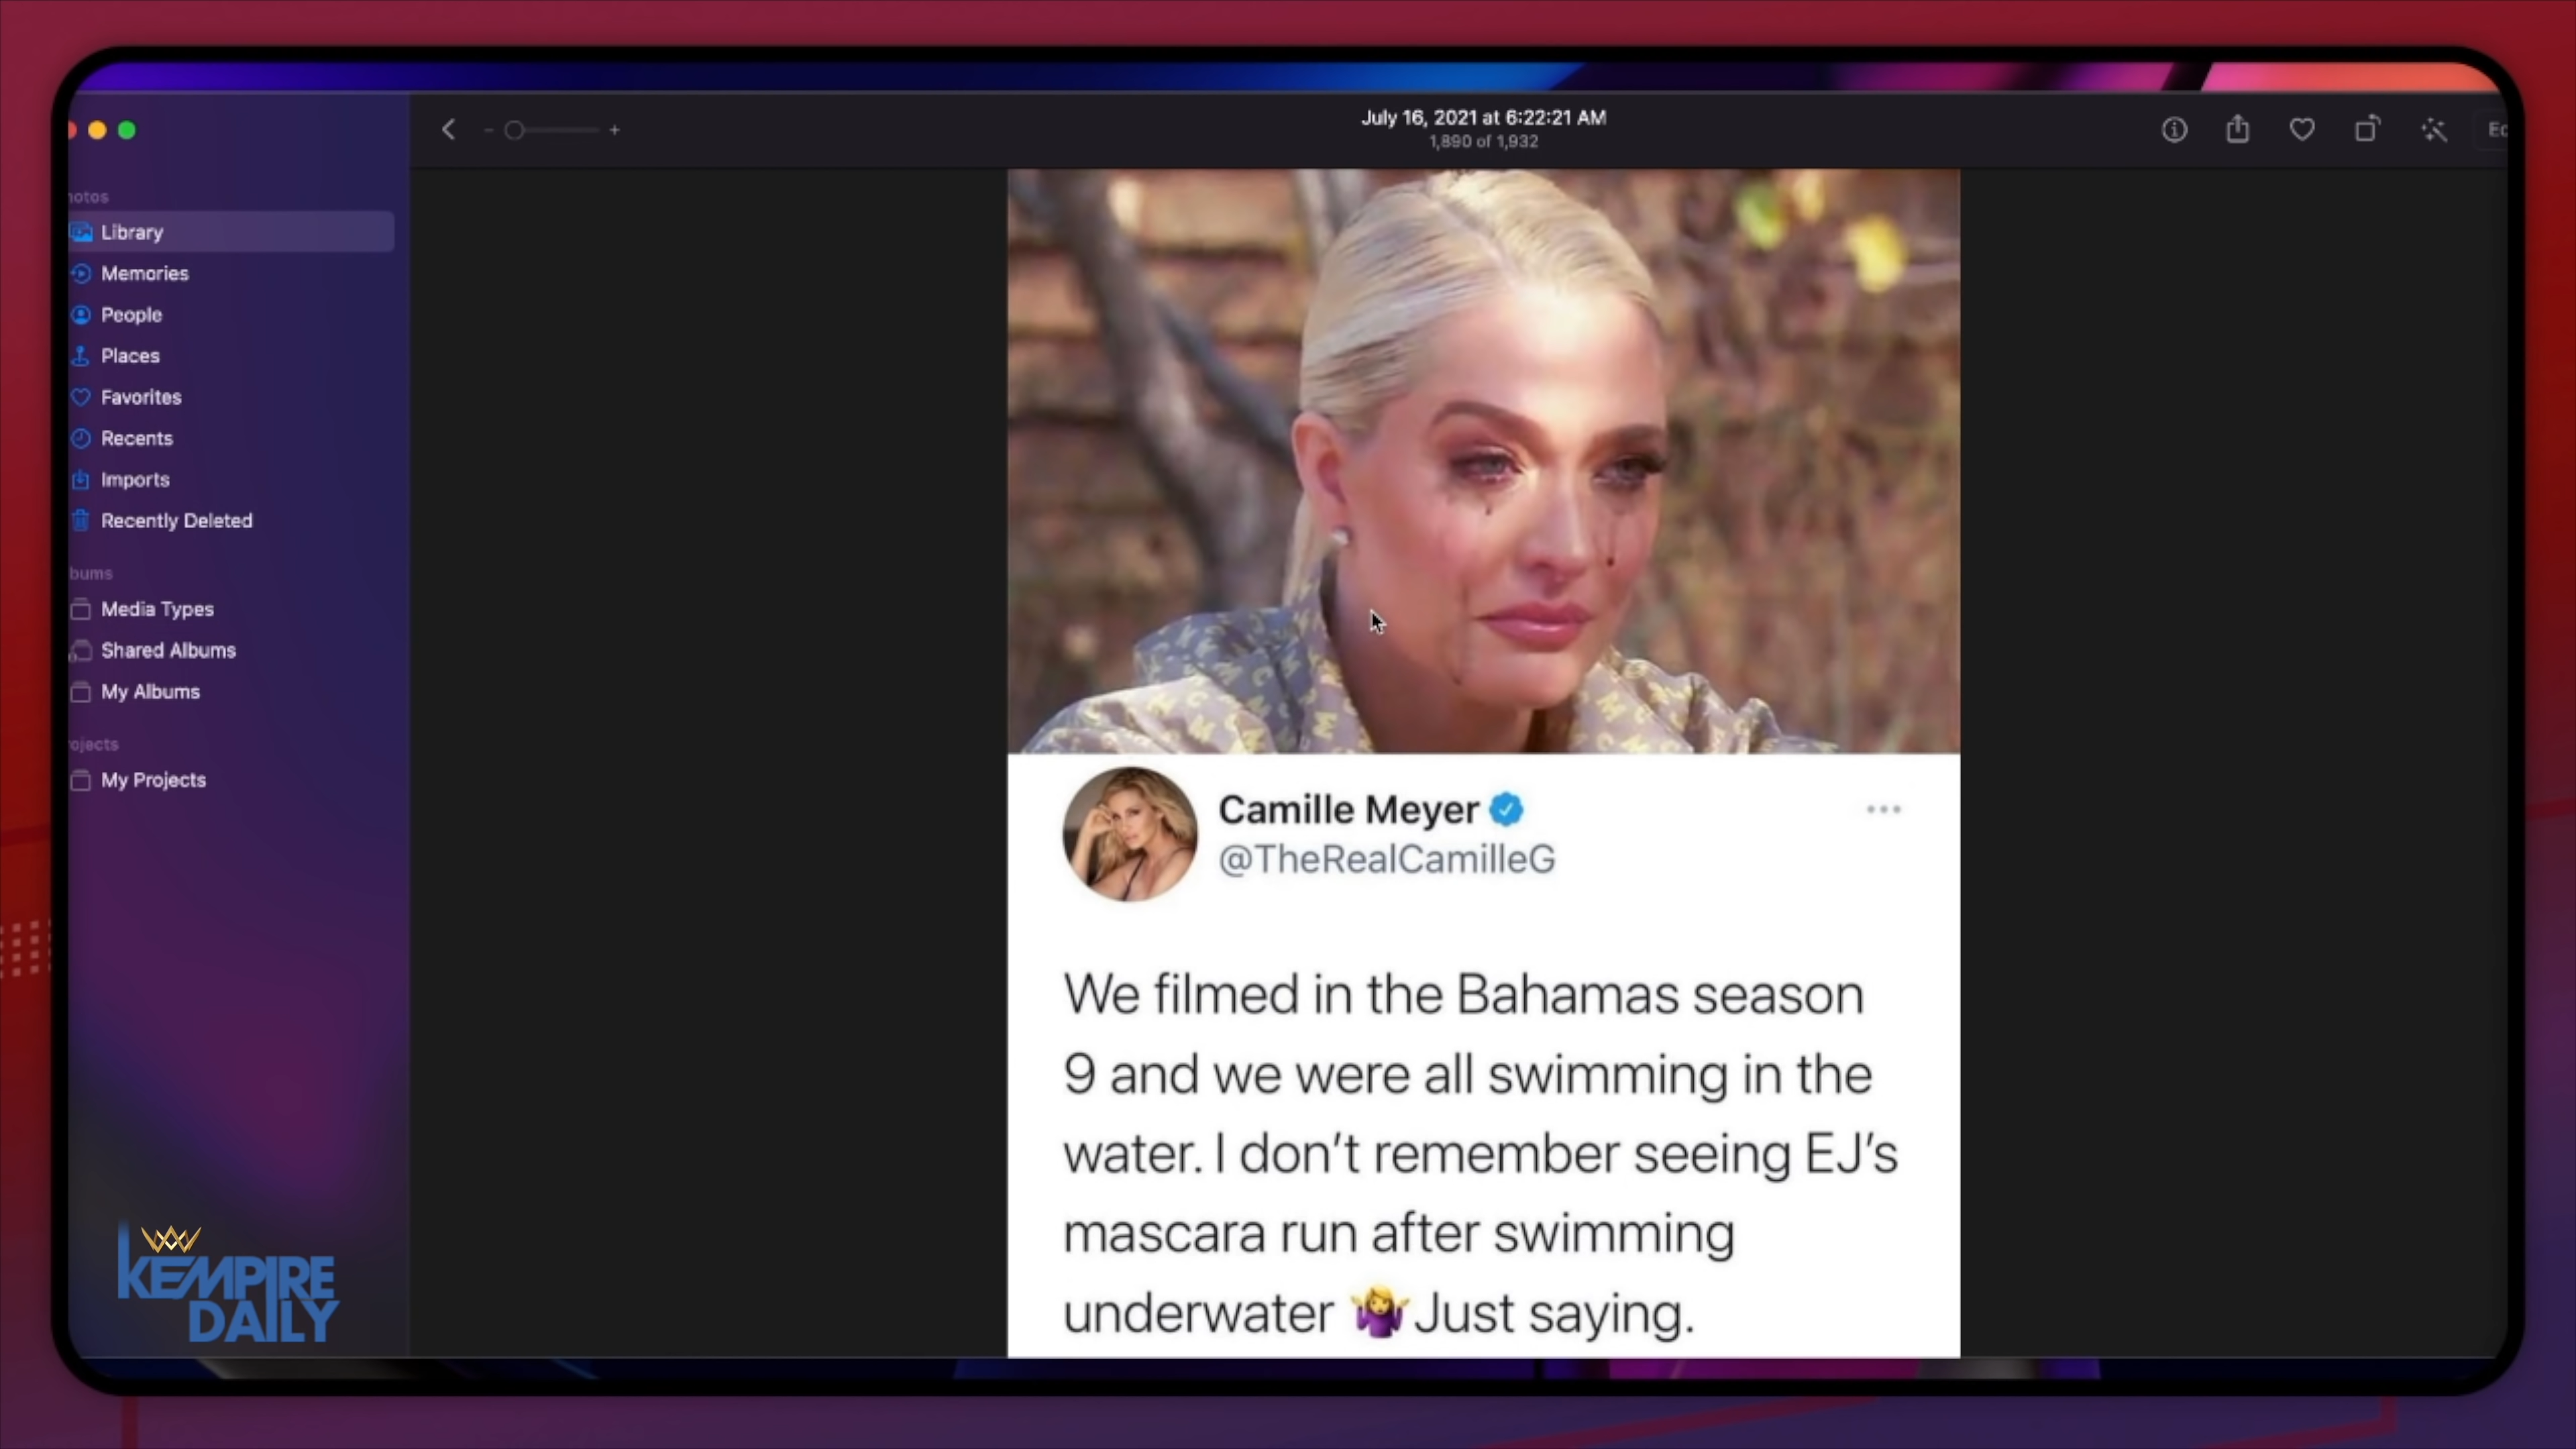 July 16, 2021 at 6:22:21 AM
1,890 of 1,932
hotos
Library
Memories
People
Places
Favorites
Recents
Imports
Recently Deleted
bums
Media Types
Shared Albums
My Albums
rojects
My Projects
Camille Meyer
@TheRealCamilleG
We filmed in the Bahamas season
9 and we were all swimming in the
water. I don't remember seeing EJ's
mascara run after swimming
underwater 🤷‍♀️ Just saying.
KEMPIRE
DAILY